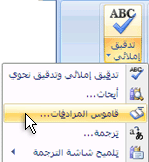 ABC
تدقيق
إملائي
تدقيق إملائي وتدقيق نحوي
أبحاث...
قاموس المرادفات...
ترجمة...
تلميح شاشة الترجمة